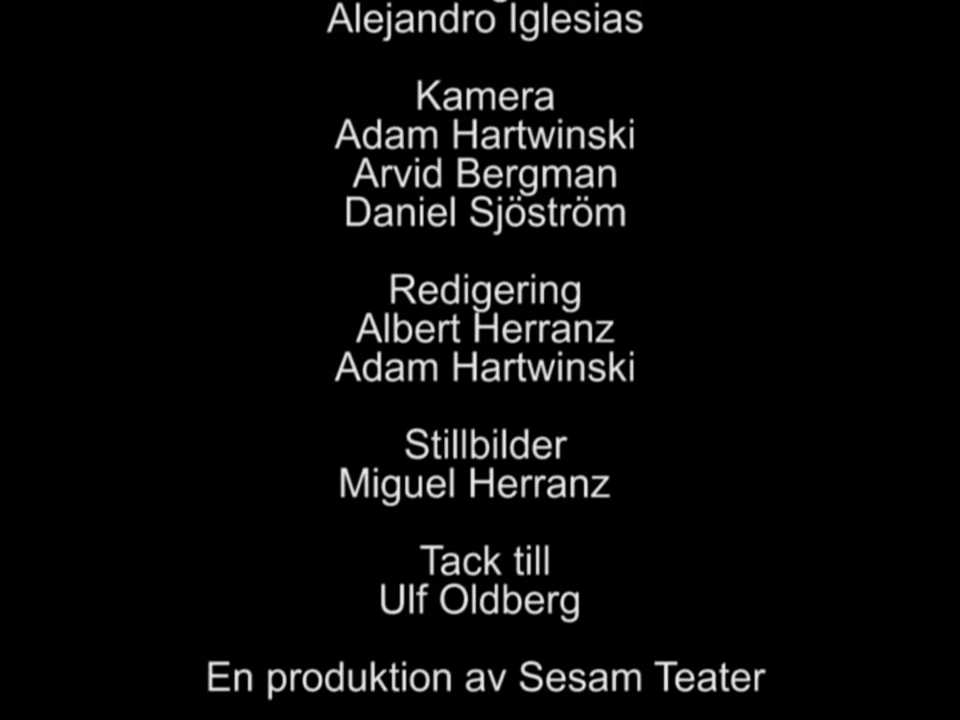 Alejandro Iglesias
Kamera
Adam Hartwinski
Arvid Bergman
Daniel Sjöström
Redigering
Albert Herranz
Adam Hartwinski
Stillbilder
Miguel Herranz
Tack till
Ulf Oldberg
En produktion av Sesam Teater